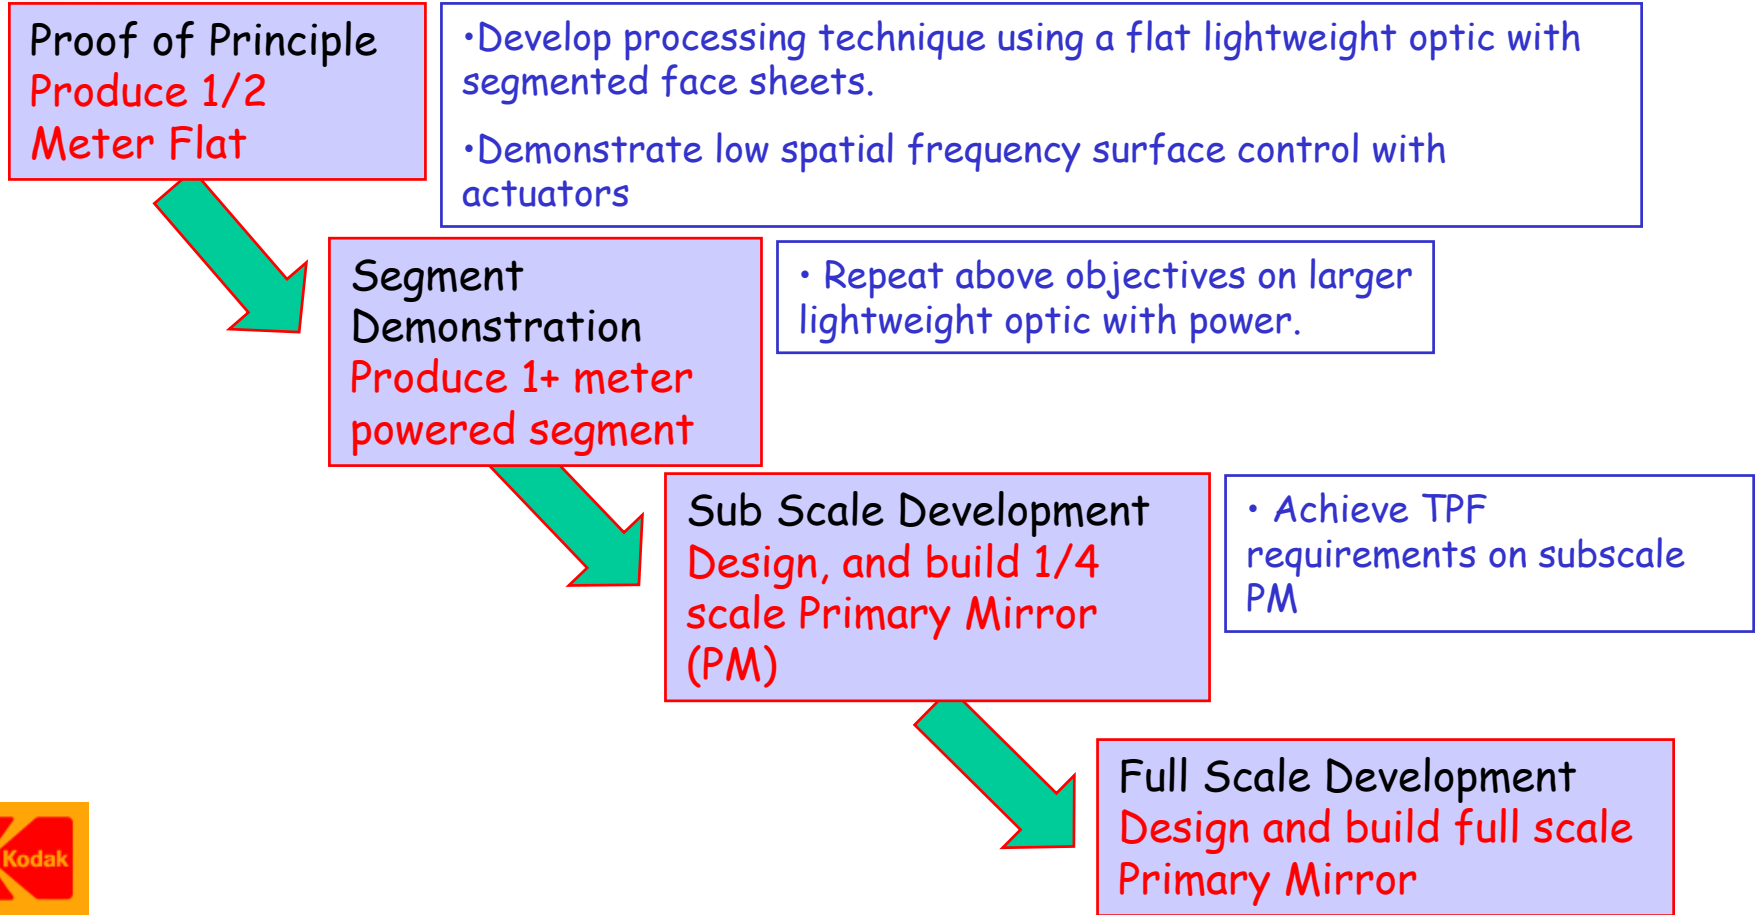 Proof of Principle
Produce 1/2
Meter Flat
•Develop processing technique using a flat lightweight optic with
segmented face sheets.
•Demonstrate low spatial frequency surface control with
actuators
Segment
Demonstration
Produce 1+ meter
powered segment
• Repeat above objectives on larger
lightweight optic with power.
Sub Scale Development
Design, and build 1/4
scale Primary Mirror
(PM)
• Achieve TPF
requirements on subscale
PM
Full Scale Development
Design and build full scale
Primary Mirror
Kodak